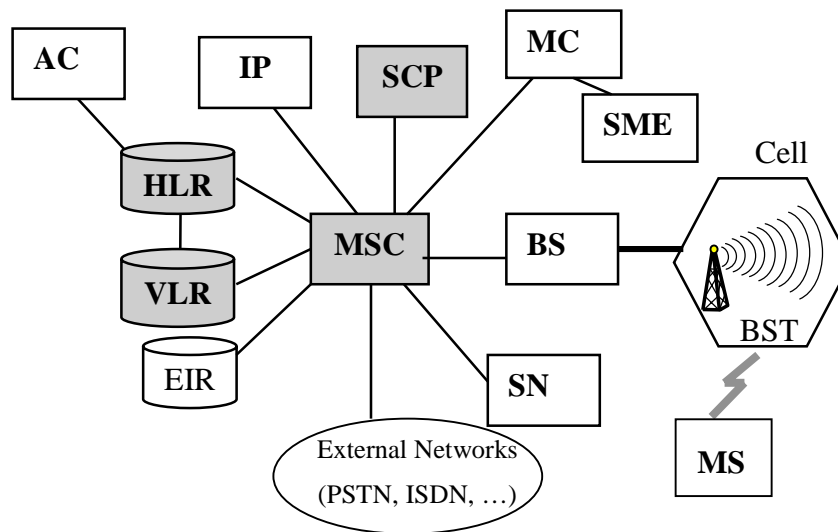 AC
IP
SCP
MC
SME
Cell
HLR
MSC
BS
VLR
BST
EIR
SN
External Networks
(PSTN, ISDN, …)
MS